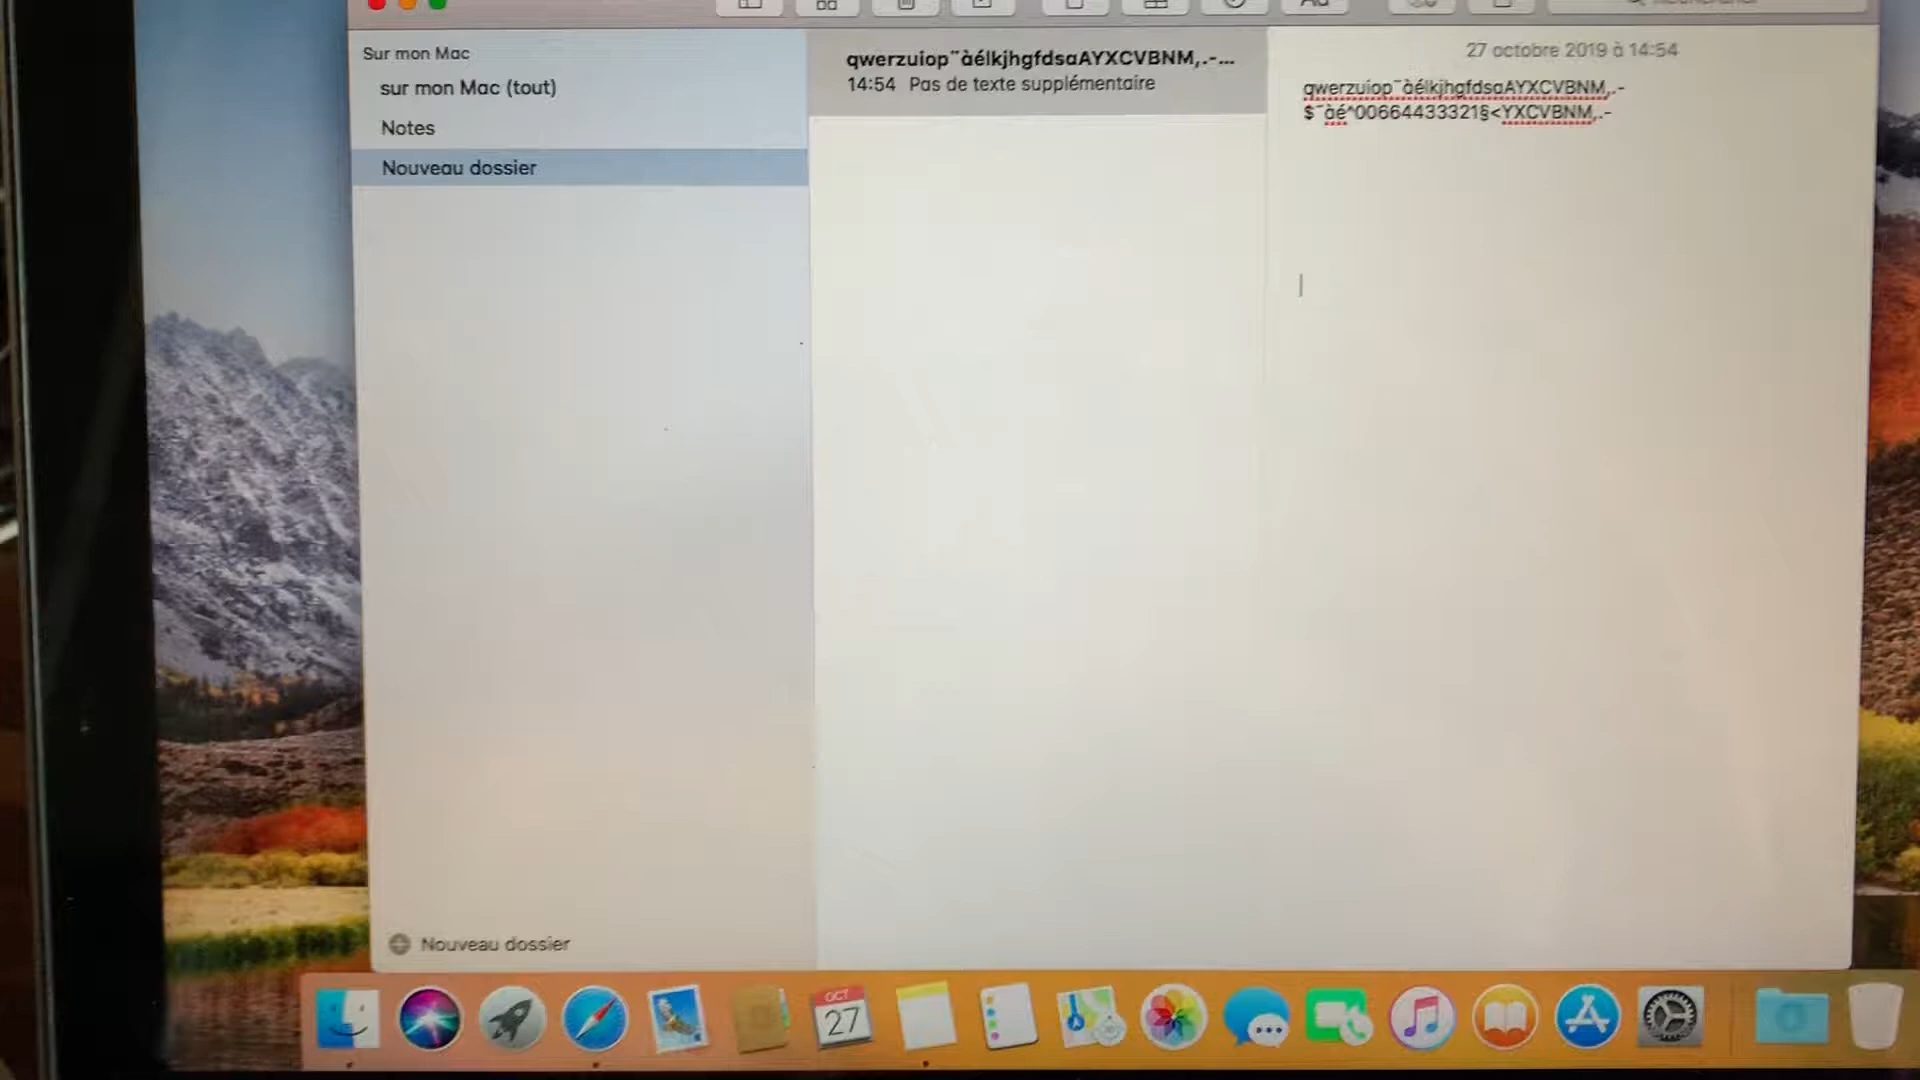 Sur mon Mac
sur mon Mac (tout)
Notes
Nouveau dossier
Nouveau dossier
qwerzuiop¨àélkjhgfdsaAYXCVBNM,.-...
14:54 Pas de texte supplémentaire
27 octobre 2019 à 14:54
qwerzuiop¨àélkjhgfdsaAYXCVBNM,.-
$¨àé^00664433321§<YXCVBNM,.-
OCT
27